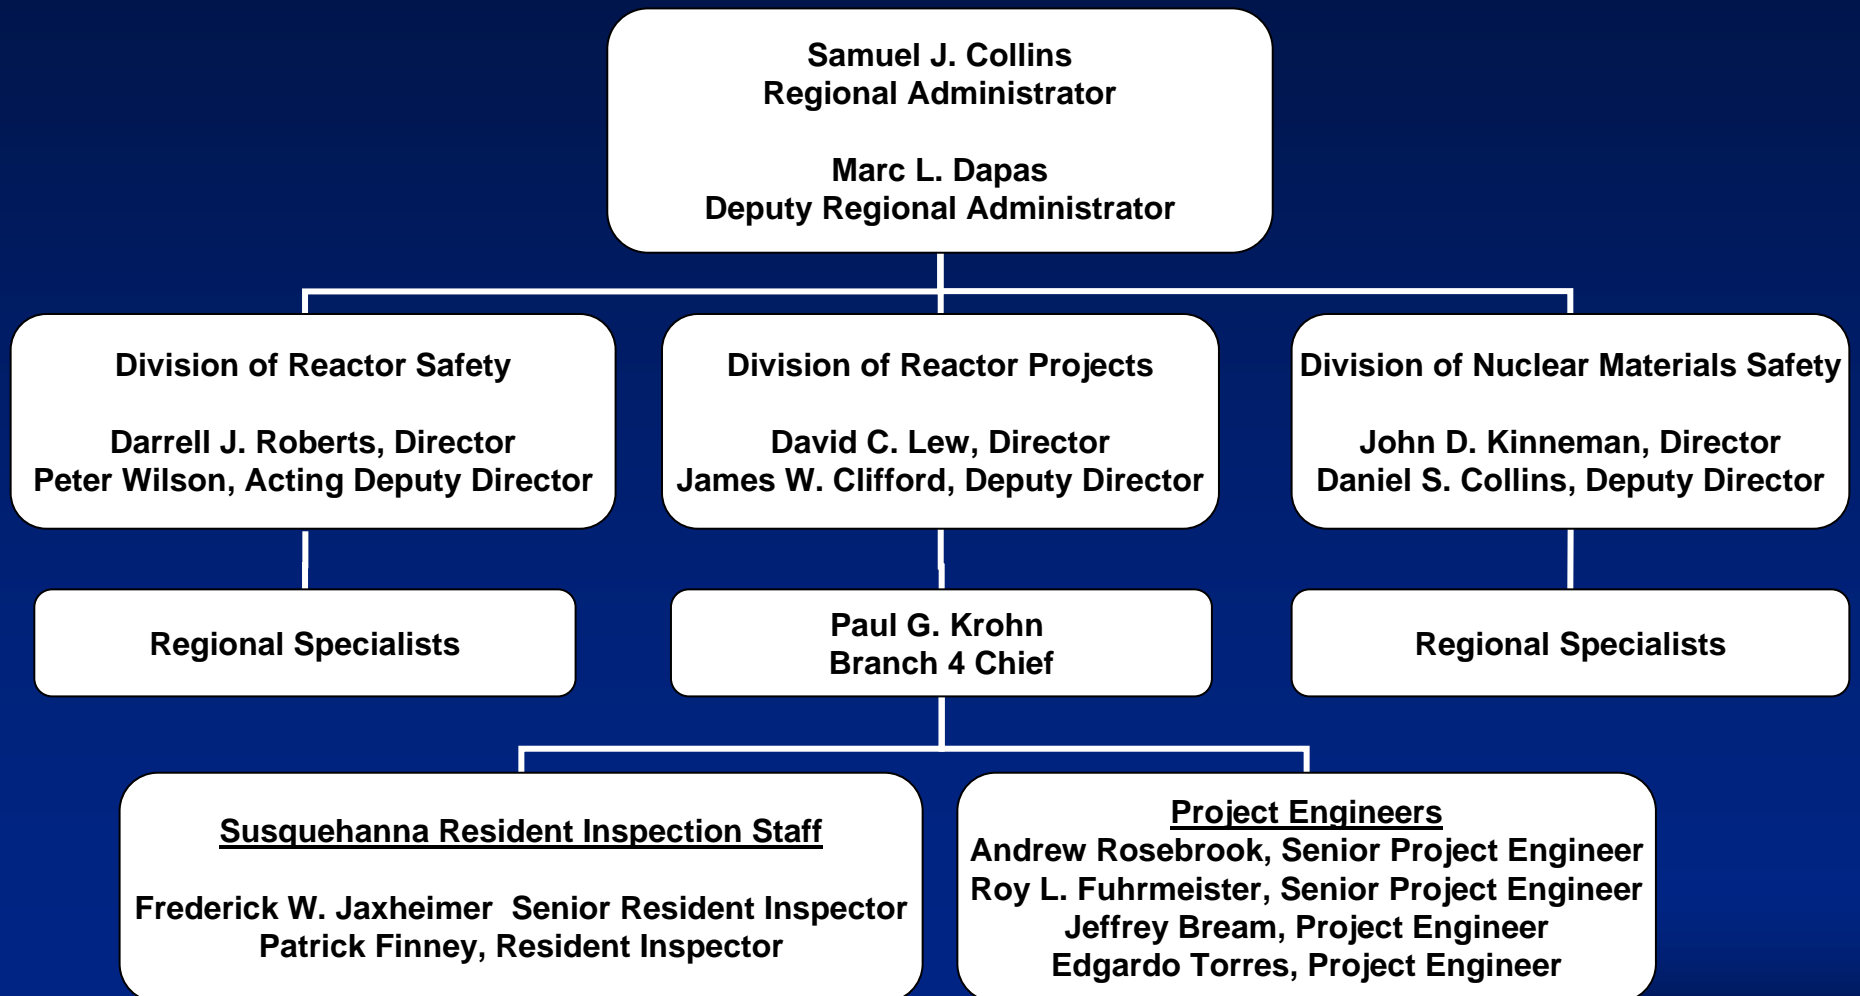 Samuel J. Collins
Regional Administrator
Marc L. Dapas
Deputy Regional Administrator
Division of Reactor Safety
Darrell J. Roberts, Director
Peter Wilson, Acting Deputy Director
Division of Reactor Projects
David C. Lew, Director
James W. Clifford, Deputy Director
Division of Nuclear Materials Safety
John D. Kinneman, Director
Daniel S. Collins, Deputy Director
Regional Specialists
Paul G. Krohn
Branch 4 Chief
Regional Specialists
Susquehanna Resident Inspection Staff
Frederick W. Jaxheimer  Senior Resident Inspector
Patrick Finney, Resident Inspector
Project Engineers
Andrew Rosebrook, Senior Project Engineer
Roy L. Fuhrmeister, Senior Project Engineer
Jeffrey Bream, Project Engineer
Edgardo Torres, Project Engineer